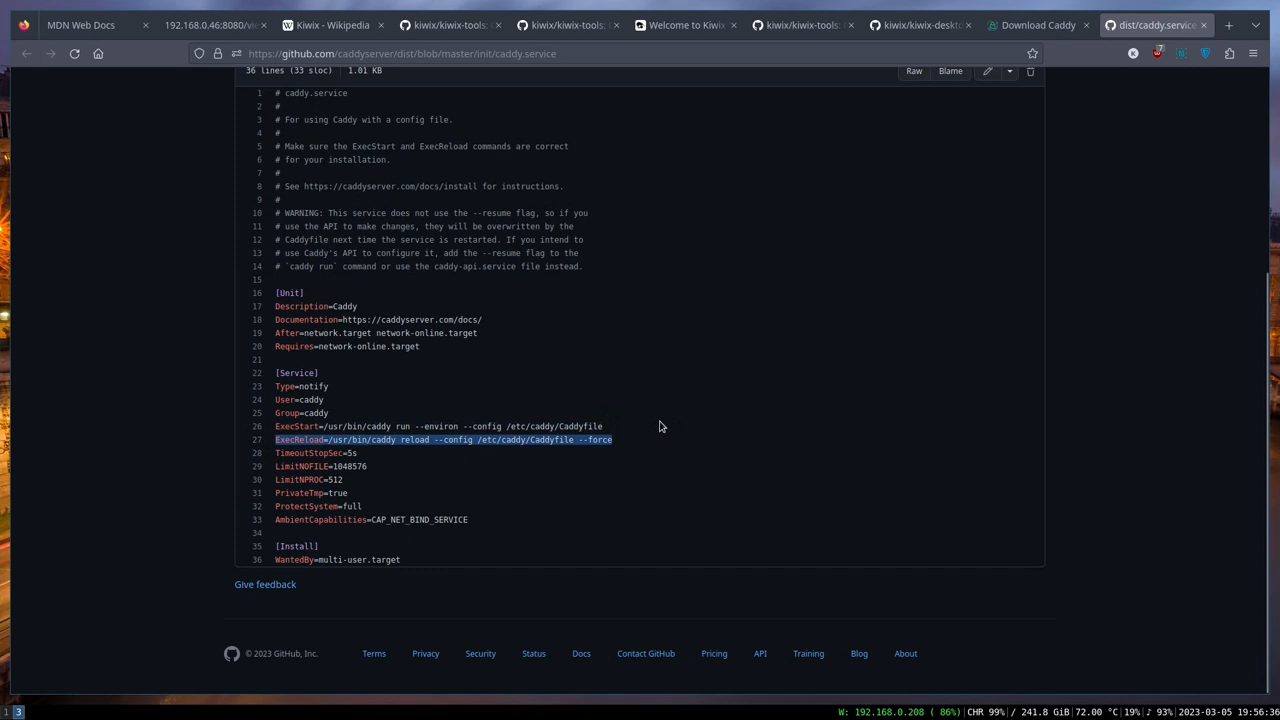 MDN Web Docs
192.168.0.46:8080/vie
Kiwix - Wikipedia
kiwix/kiwix-tools:
kiwix/kiwix-tools:
Welcome to Kiwix
kiwix/kiwix-tools:
kiwix/kiwix-deskto
Download Caddy
dist/caddy.service
https://github.com/caddyserver/dist/blob/master/init/caddy.service
7
36 lines (33 sloc) 1.01 KB
Raw Blame
1 # caddy.service
2 #
3 # For using Caddy with a config file.
4 #
5 # Make sure the ExecStart and ExecReload commands are correct
6 # for your installation.
7 #
8 # See https://caddyserver.com/docs/install for instructions.
9 #
10 # WARNING: This service does not use the --resume flag, so if you
11 # use the API to make changes, they will be overwritten by the
12 # Caddyfile next time the service is restarted. If you intend to
13 # use Caddy's API to configure it, add the --resume flag to the
14 # `caddy run` command or use the caddy-api.service file instead.
15
16 [Unit]
17 Description=Caddy
18 Documentation=https://caddyserver.com/docs/
19 After=network.target network-online.target
20 Requires=network-online.target
21
22 [Service]
23 Type=notify
24 User=caddy
25 Group=caddy
26 ExecStart=/usr/bin/caddy run --environ --config /etc/caddy/Caddyfile
27 ExecReload=/usr/bin/caddy reload --config /etc/caddy/Caddyfile --force
28 TimeoutStopSec=5s
29 LimitNOFILE=1048576
30 LimitNPROC=512
31 PrivateTmp=true
32 ProtectSystem=full
33 AmbientCapabilities=CAP_NET_BIND_SERVICE
34
35 [Install]
36 WantedBy=multi-user.target
Give feedback
© 2023 GitHub, Inc. Terms Privacy Security Status Docs Contact GitHub Pricing API Training Blog About
1 3 W: 192.168.0.208 ( 86%)|CHR 99%|/ 241.8 GiB|72.00 °C|19%|♪ 93%|2023-03-05 19:56:36